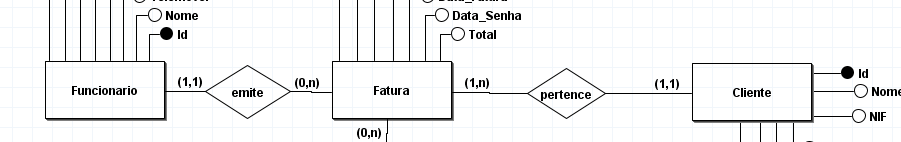 Nome
Data_Senha
Id
Total
(1,1)
(0,n)
(1,n)
(1,1)
Id
Funcionario
emite
Fatura
pertence
Cliente
Nome
NIF
(0,n)